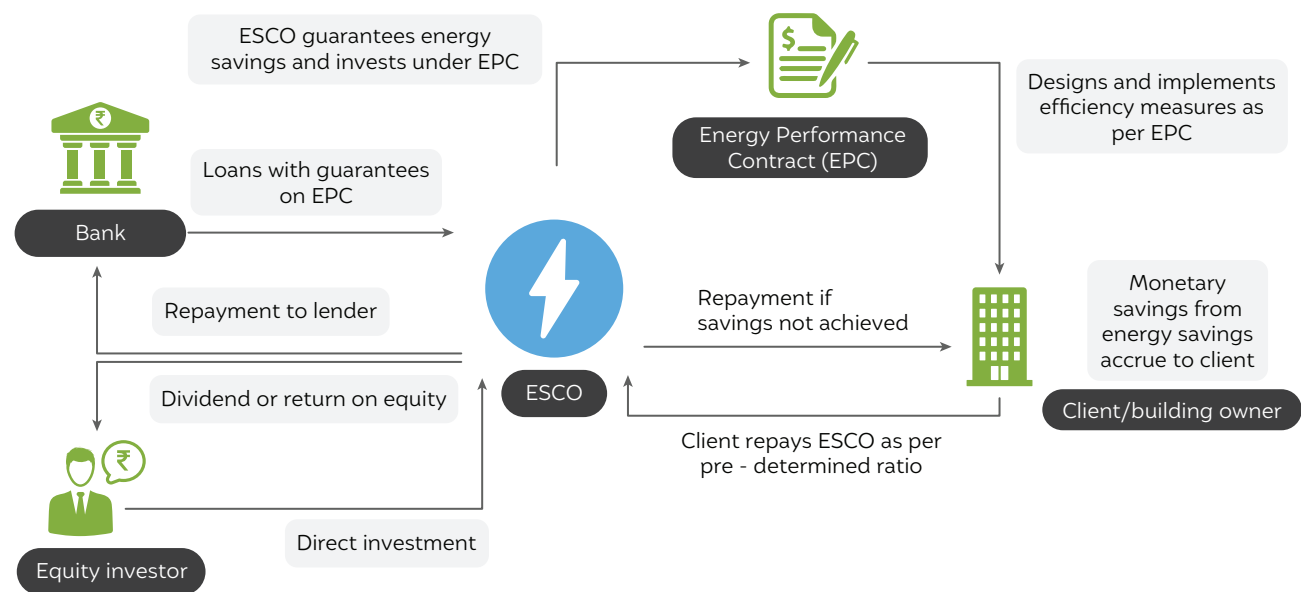 ESCO guarantees energy
savings and invests under EPC
$
Energy Performance
Contract (EPC)
Designs and implements
efficiency measures as
per EPC
₹
Loans with guarantees
on EPC
Bank
Repayment to lender
Repayment if
savings not achieved
Monetary
savings from
energy savings
accrue to client
Dividend or return on equity
ESCO
Client/building owner
Client repays ESCO as per
pre - determined ratio
₹
Direct investment
Equity investor